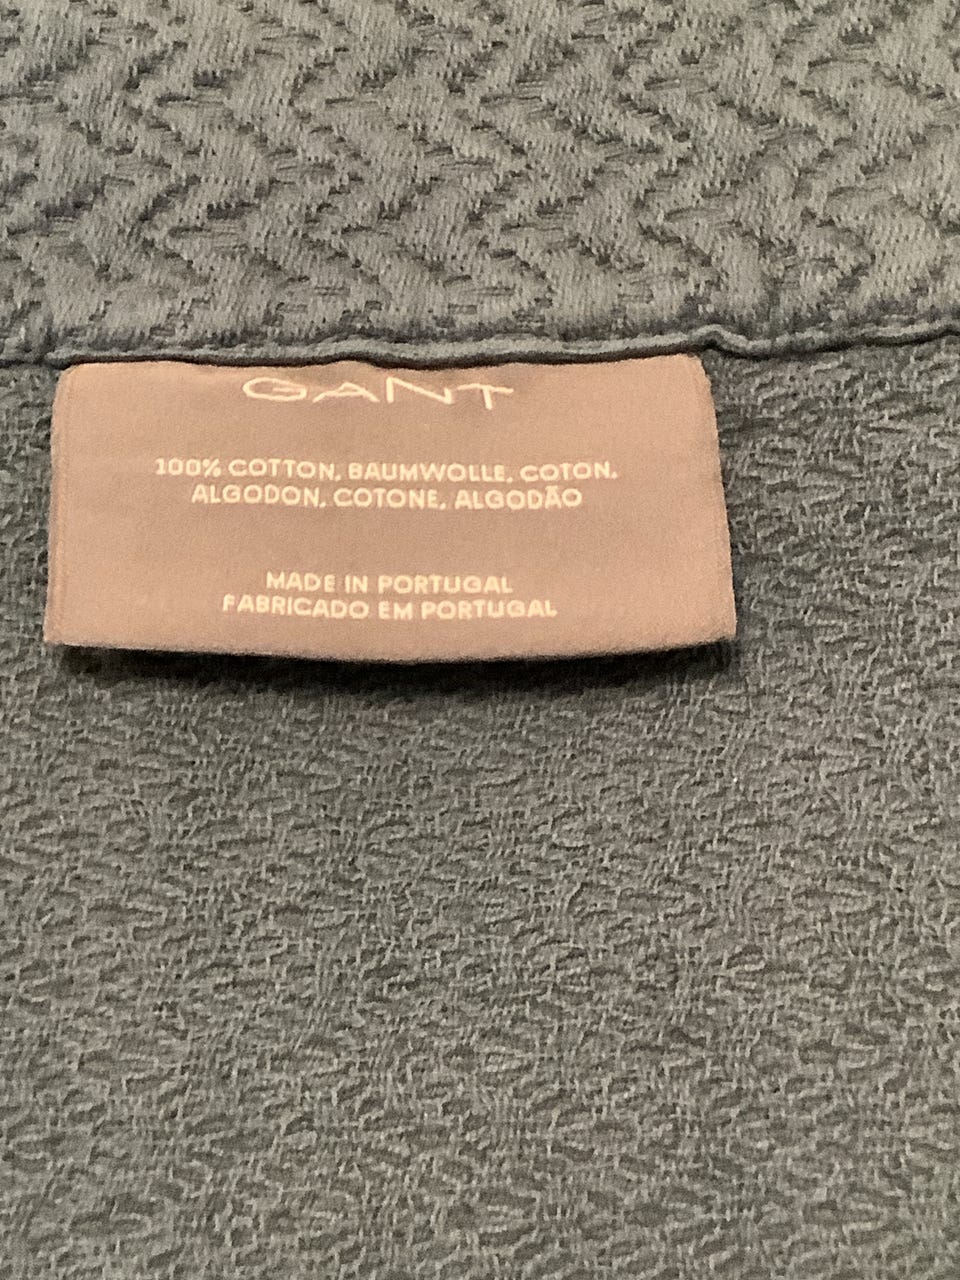 GANT
100% COTTON, BAUMWOLLE, COTON,
ALGODON, COTONE, ALGODÃO
MADE IN PORTUGAL
FABRICADO EM PORTUGAL